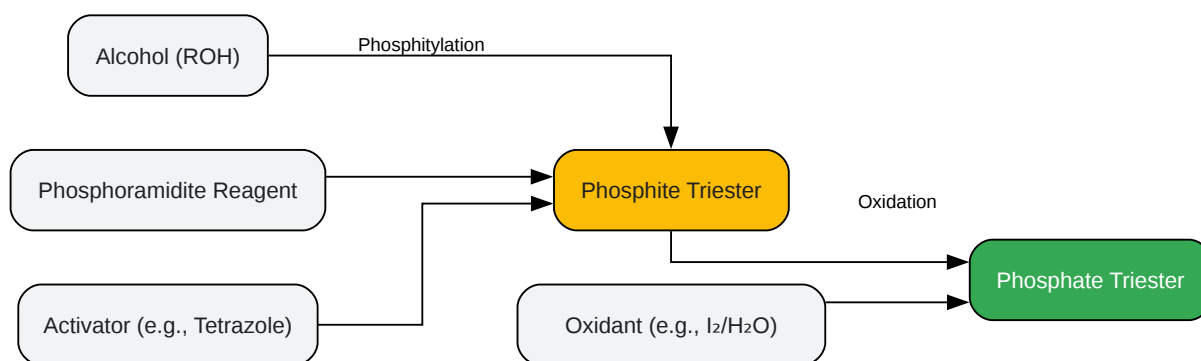 Alcohol (ROH)
Phosphitylation
Phosphoramidite Reagent
Phosphite Triester
Oxidation
Phosphate Triester
Activator (e.g., Tetrazole)
Oxidant (e.g., I₂/H₂O)